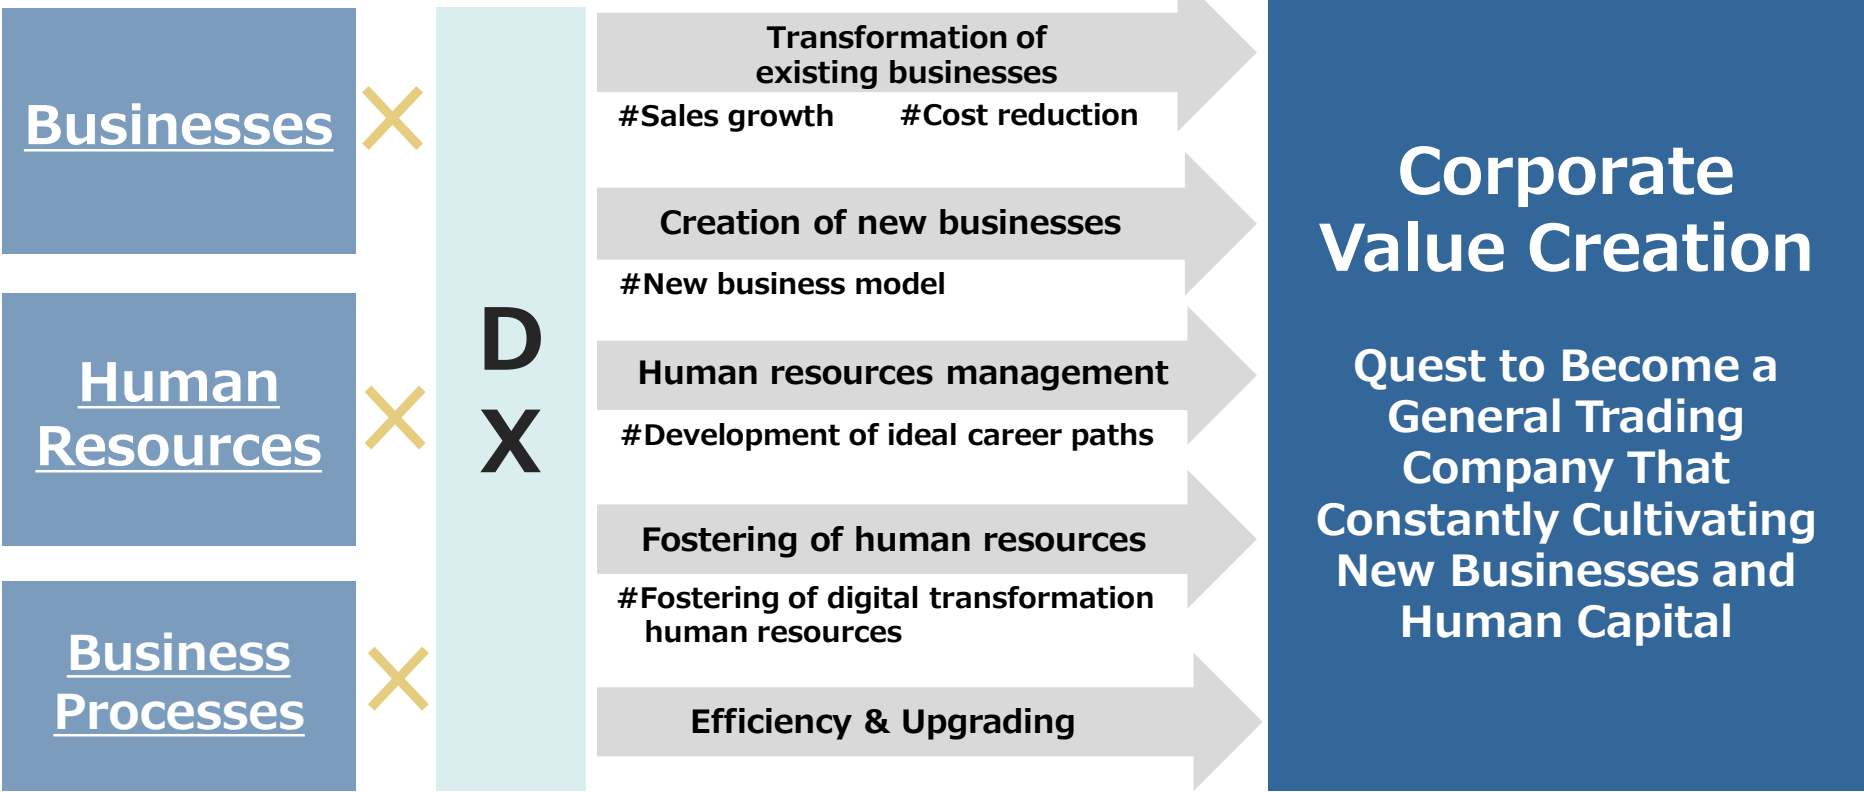 Businesses
Human
Resources
Business
Processes
D
X
Transformation of
existing businesses
#Sales growth #Cost reduction
Creation of new businesses
#New business model
Human resources management
#Development of ideal career paths
Fostering of human resources
#Fostering of digital transformation
human resources
Efficiency & Upgrading
Corporate
Value Creation
Quest to Become a
General Trading
Company That
Constantly Cultivating
New Businesses and
Human Capital